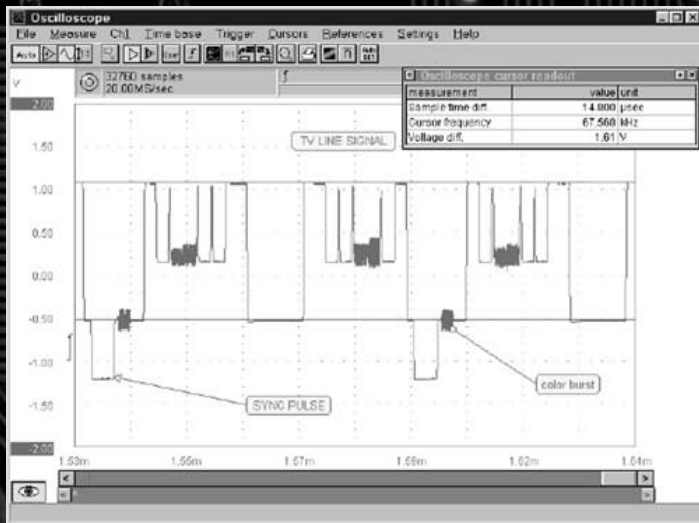 Oscilloscope
File Measure Ch1 Time base Trigger Cursors References Settings Help
Auto
32760 samples
20.00MS/sec
Oscilloscope cursor readout
measurement value unit
Sample time diff. 14.800 µsec
Cursor frequency 67.568 kHz
Voltage diff. 1.61 V
V
2.00
1.50
1.00
0.50
0.00
-0.50
-1.00
-1.50
-2.00
TV LINE SIGNAL
SYNC PULSE
color burst
1.53m 1.55m 1.57m 1.62m 1.64m